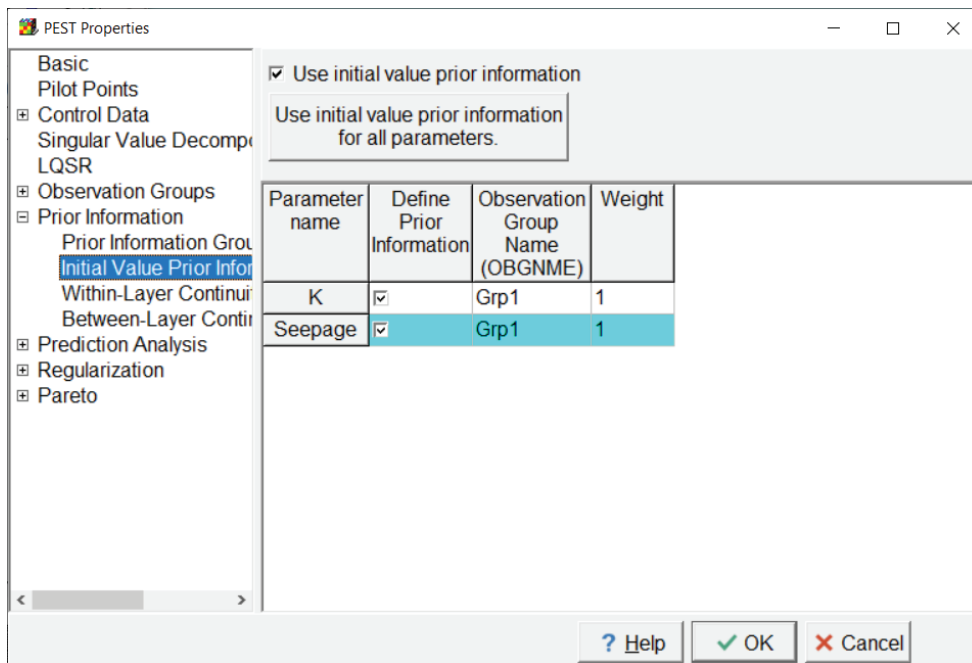 PEST Properties
Basic
Pilot Points
Control Data
Singular Value Decomp
LQSR
Observation Groups
Prior Information
Prior Information Grou
Initial Value Prior Infor
Within-Layer Continui
Between-Layer Contin
Prediction Analysis
Regularization
Pareto
Use initial value prior information
Use initial value prior information
for all parameters.
Parameter name Define Prior Information Observation Group Name (OBGNME) Weight
K Grp1 1
Seepage Grp1 1
? Help OK Cancel